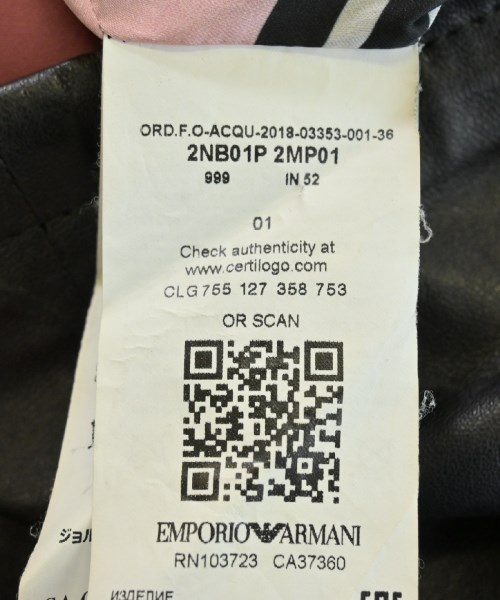 ORD.F.O-ACQU-2018-03353-001-36
2NB01P 2MP01
999 IN 52
01
Check authenticity at
www.certilogo.com
CLG 755 127 358 753
OR SCAN
EMPORIO ARMANI
RN103723 CA37360
ИЗДЕЛИЕ
ジョル